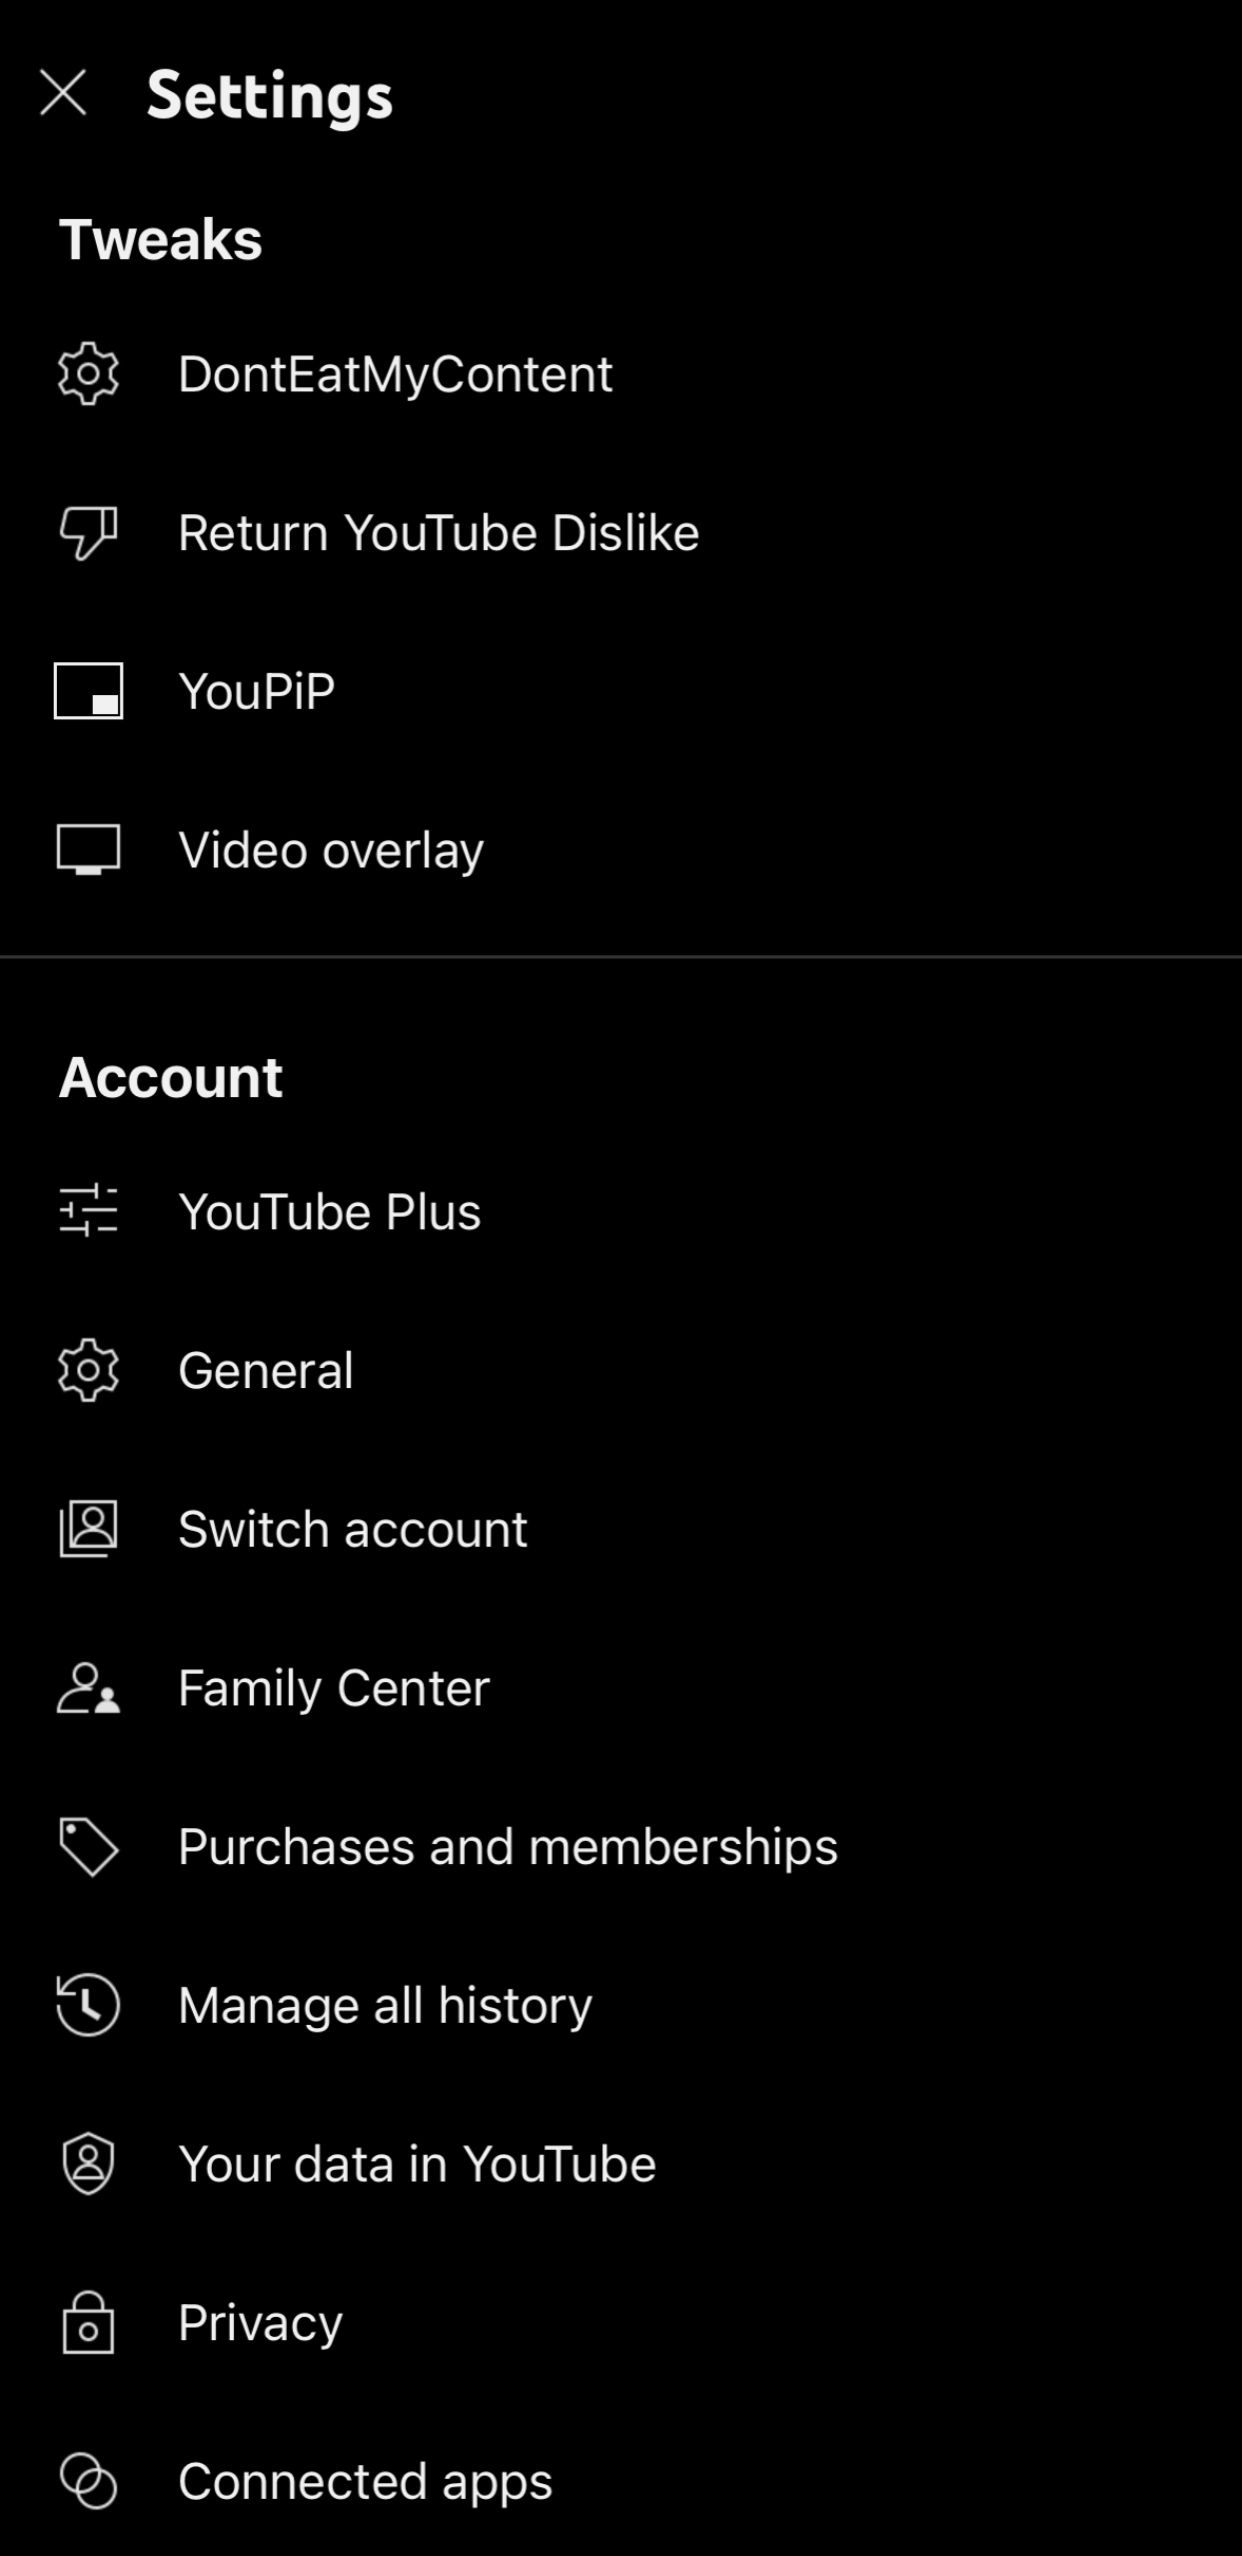 Settings
Tweaks
DontEatMyContent
Return YouTube Dislike
YouPiP
Video overlay
Account
YouTube Plus
General
Switch account
Family Center
Purchases and memberships
Manage all history
Your data in YouTube
Privacy
Connected apps